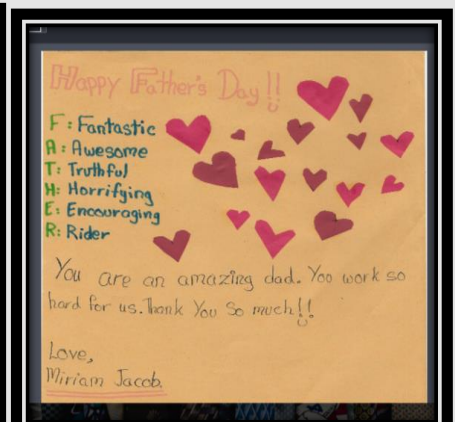 Happy Father's Day!!
F: Fantastic
A: Awesome
T: Truthful
H: Horrifying
E: Encouraging
R: Rider
You are an amazing dad. You work so
hard for us. Thank You So much!!
Love,
Miriam Jacob.